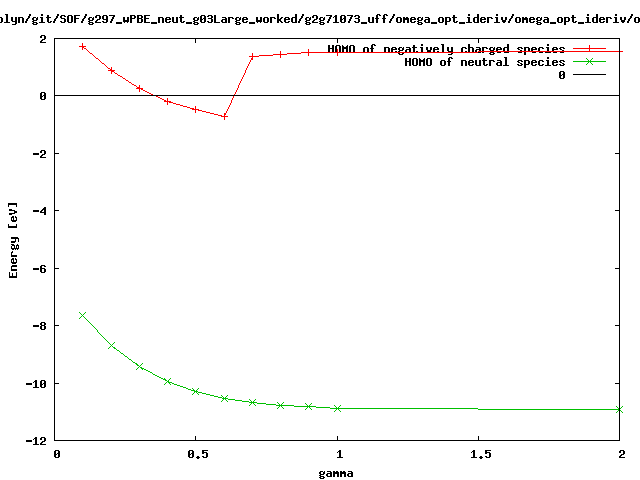 olyn/git/SOF/g297_wPBE_neut_g03Large_worked/g2g71073_uff/omega_opt_ideriv/omega_opt_ideriv/o
HOMO of negatively charged species
HOMO of neutral species
0
2
0
-2
-4
-6
-8
-10
-12
Energy [eV]
0 0.5 1 1.5 2
gamma